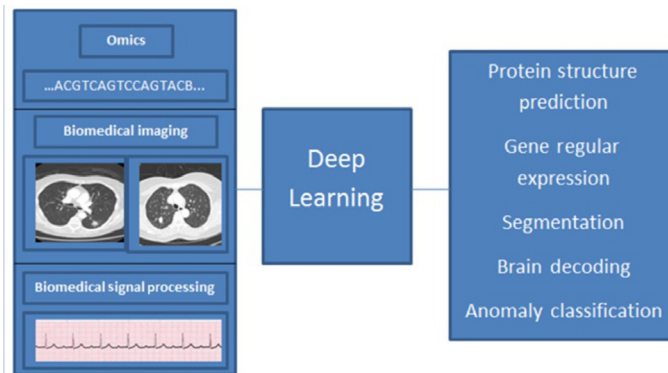 Omics
...ACGTCAGTCCAGTACB...
Biomedical imaging
Biomedical signal processing
Deep
Learning
Protein structure
prediction
Gene regular
expression
Segmentation
Brain decoding
Anomaly classification